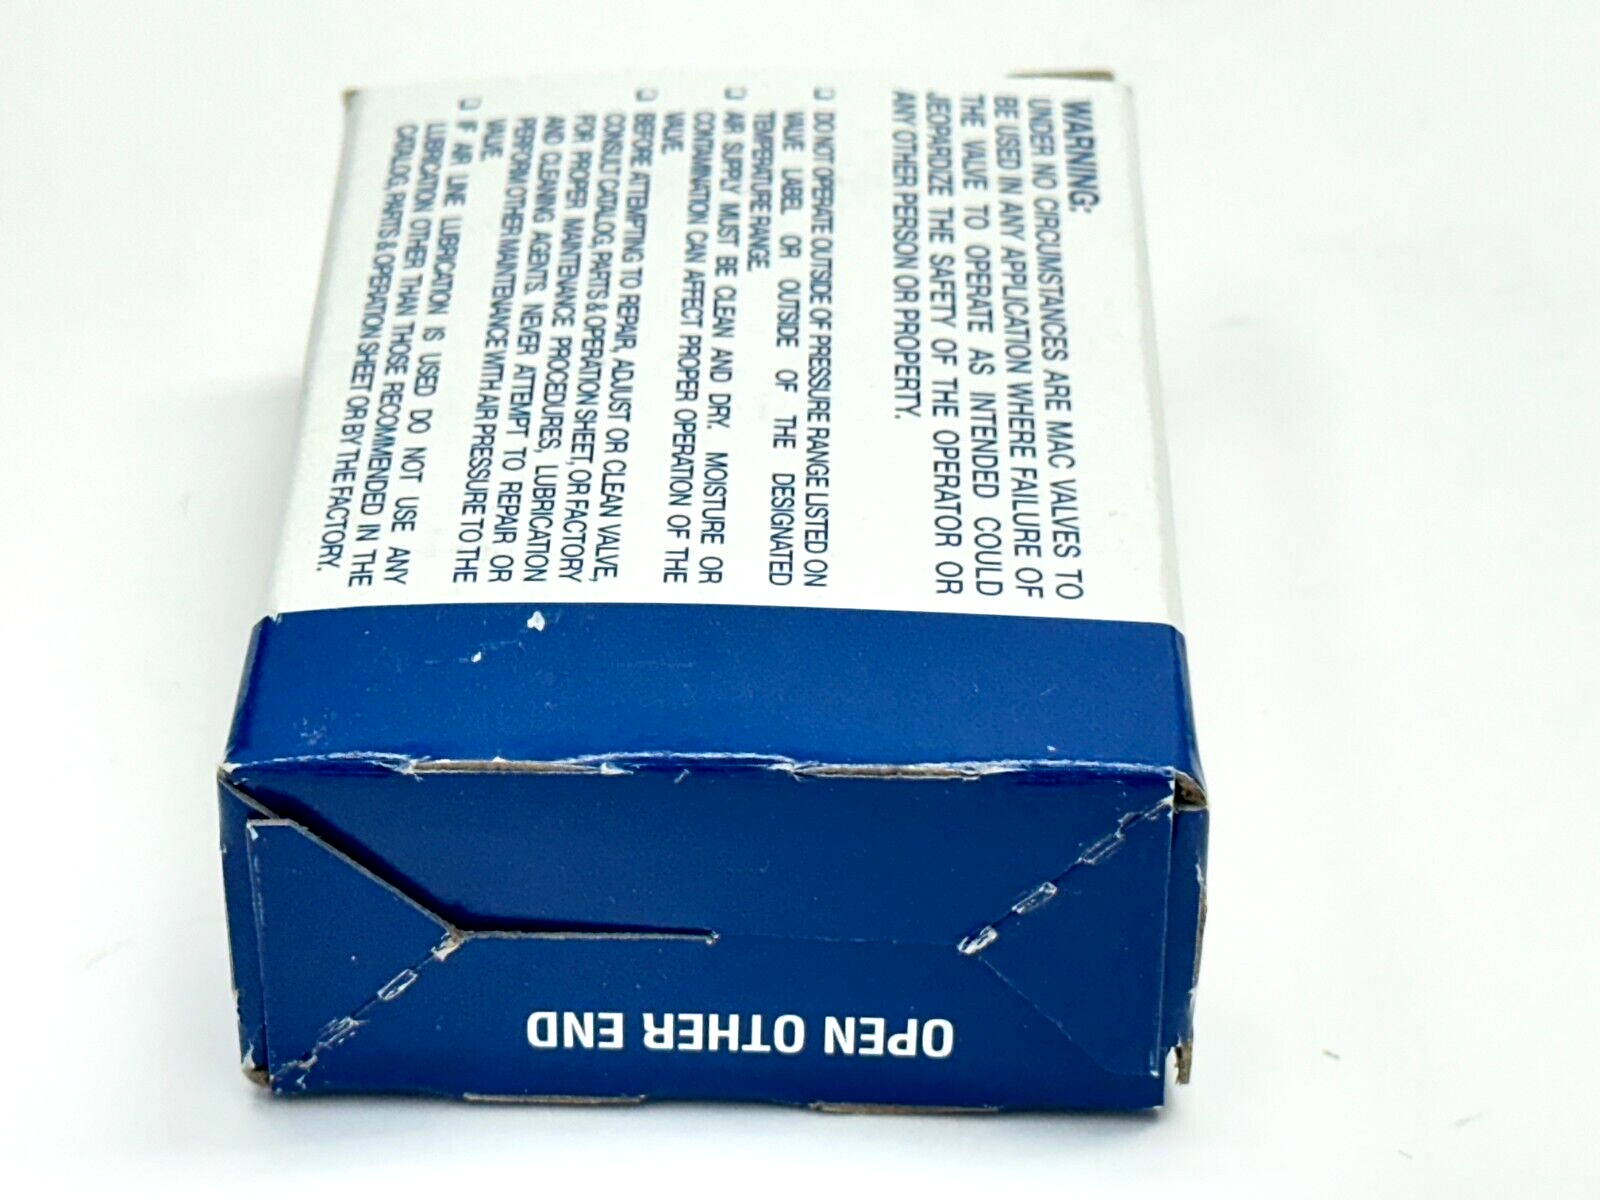 WARNING:
UNDER NO CIRCUMSTANCES ARE MAC VALVES TO
BE USED IN ANY APPLICATION WHERE FAILURE OF
THE VALVE TO OPERATE AS INTENDED COULD
JEOPARDIZE THE SAFETY OF THE OPERATOR OR
ANY OTHER PERSON OR PROPERTY.
❑ DO NOT OPERATE OUTSIDE OF PRESSURE RANGE LISTED ON
VALVE LABEL OR OUTSIDE OF THE DESIGNATED
TEMPERATURE RANGE.
❑ AIR SUPPLY MUST BE CLEAN AND DRY. MOISTURE OR
CONTAMINATION CAN AFFECT PROPER OPERATION OF THE
VALVE.
❑ BEFORE ATTEMPTING TO REPAIR, ADJUST OR CLEAN VALVE,
CONSULT CATALOG, PARTS & OPERATION SHEET, OR FACTORY
FOR PROPER MAINTENANCE PROCEDURES, LUBRICATION
AND CLEANING AGENTS. NEVER ATTEMPT TO REPAIR OR
PERFORM OTHER MAINTENANCE WITH AIR PRESSURE TO THE
VALVE.
❑ IF AIR LINE LUBRICATION IS USED DO NOT USE ANY
LUBRICATION OTHER THAN THOSE RECOMMENDED IN THE
CATALOG, PARTS & OPERATION SHEET OR BY THE FACTORY.
OPEN OTHER END